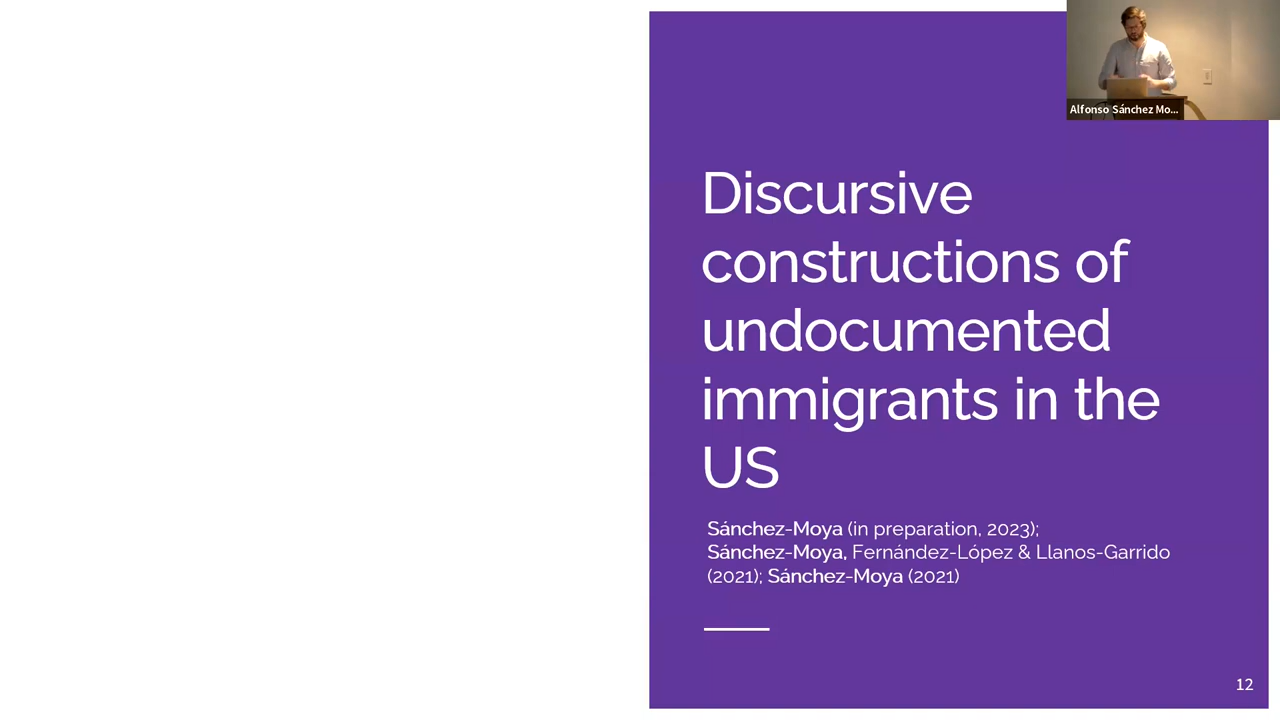 Alfonso Sánchez Mo...
Discursive
constructions of
undocumented
immigrants in the
US
Sánchez-Moya (in preparation, 2023);
Sánchez-Moya, Fernández-López & Llanos-Garrido
(2021); Sánchez-Moya (2021)
12